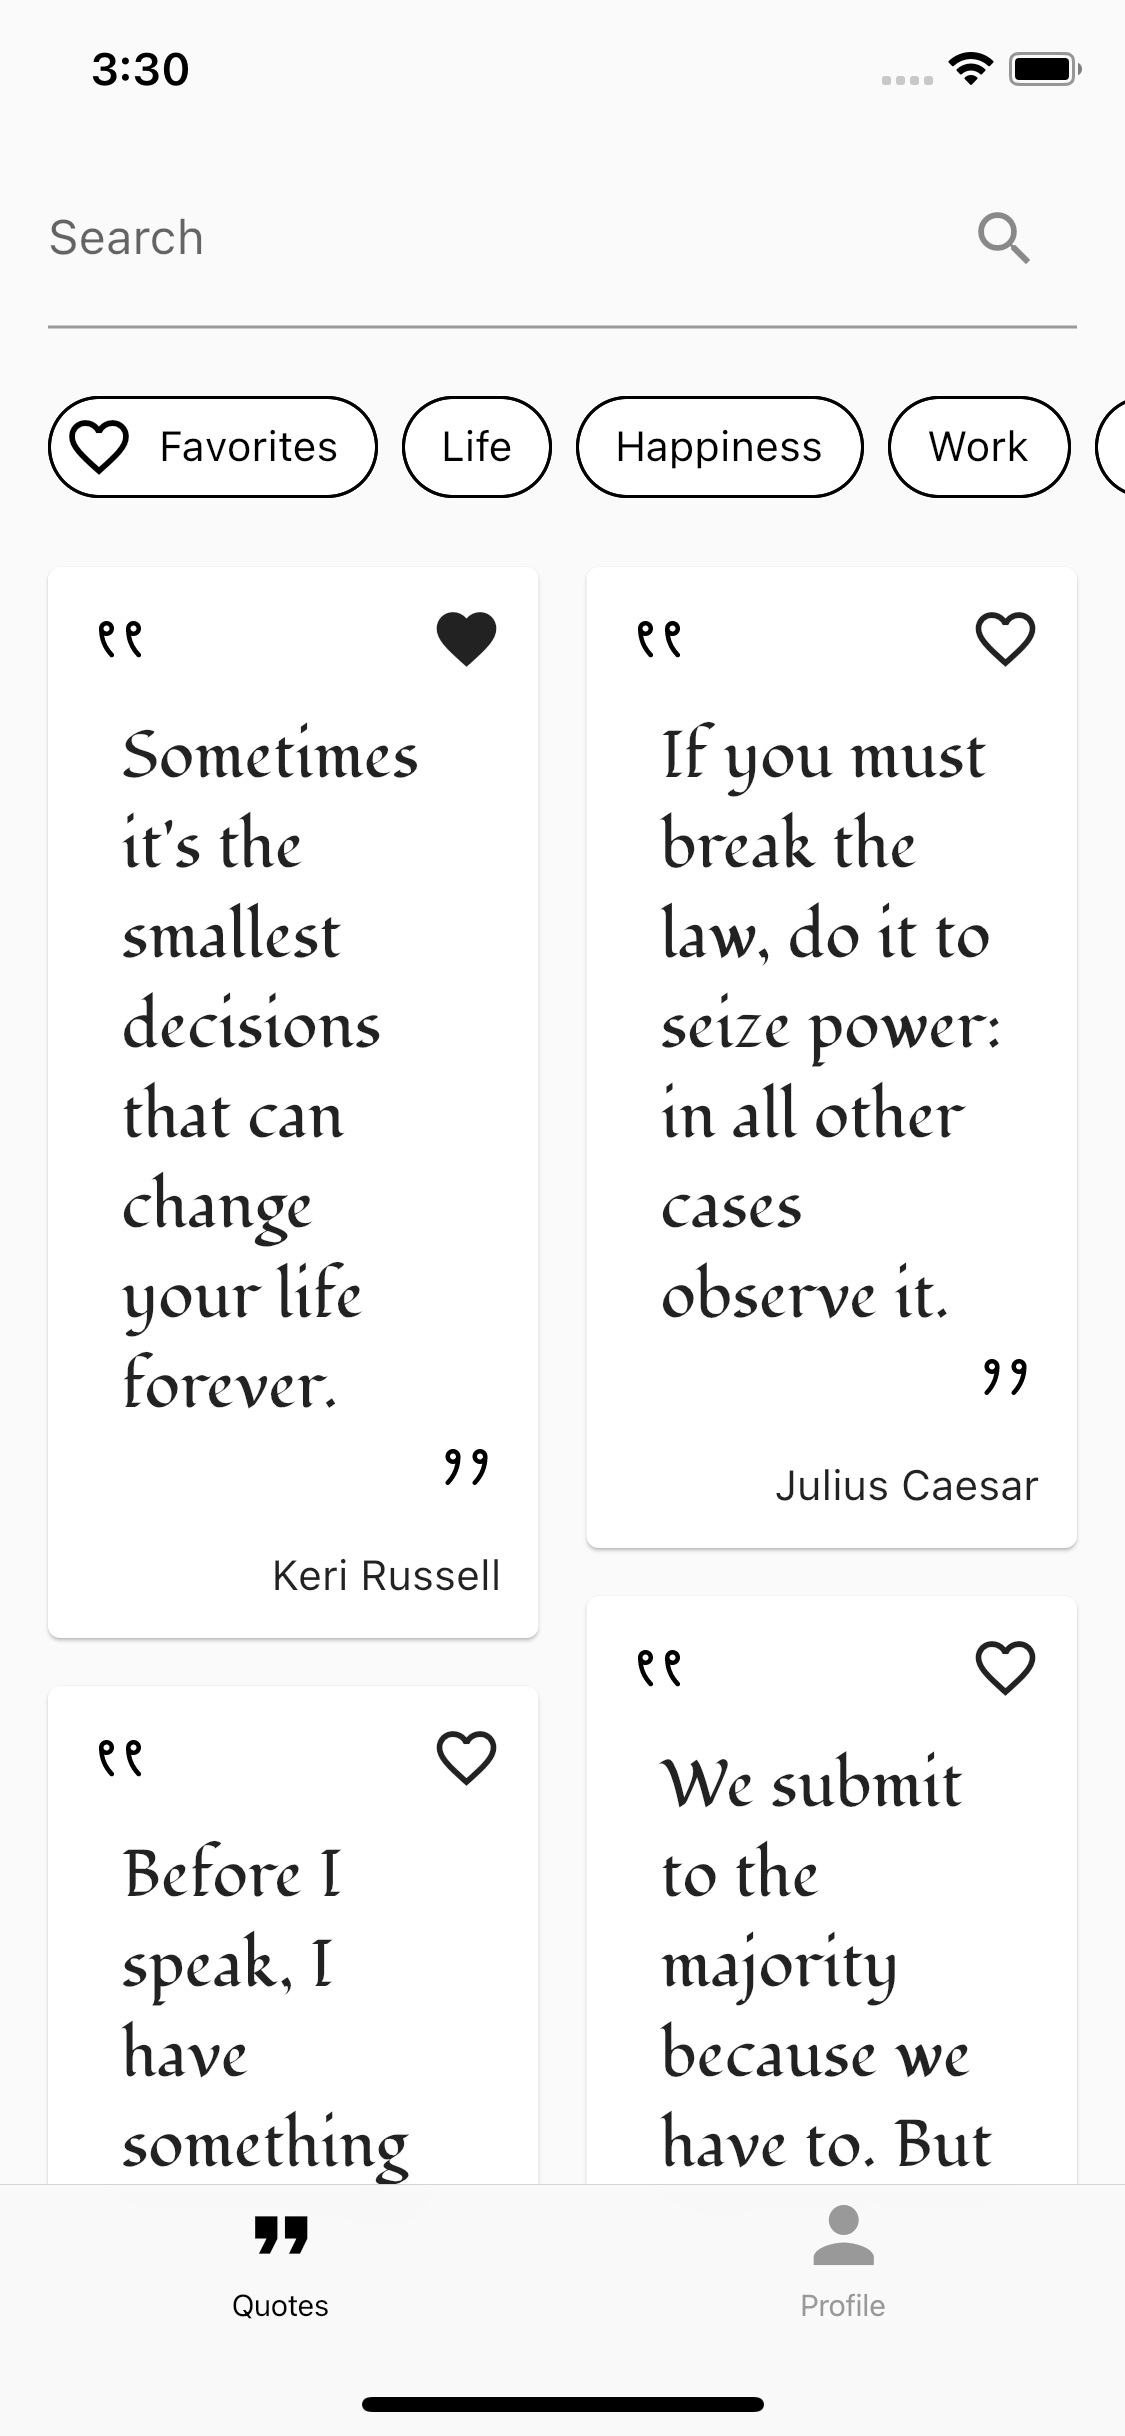 3:30
Search
Favorites
Life
Happiness
Work
“
Sometimes
it's the
smallest
decisions
that can
change
your life
forever.
”
Keri Russell
“
If you must
break the
law, do it to
seize power:
in all other
cases
observe it.
”
Julius Caesar
“
Before I
speak, I
have
something
“
We submit
to the
majority
because we
have to. But
Quotes
Profile